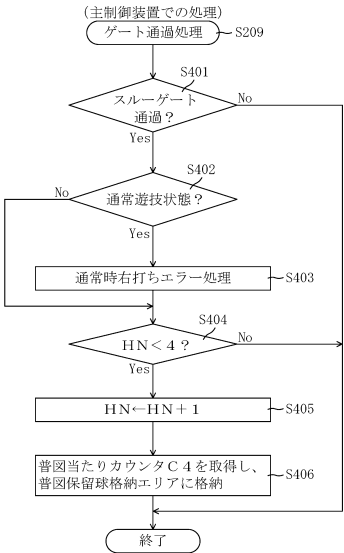 (主制御装置での処理)
ゲート通過処理
S209
S401
スルーゲート
通過？
No
Yes
S402
No
通常遊技状態？
Yes
通常時右打ちエラー処理
S403
S404
ＨＮ＜４？
No
Yes
ＨＮ←ＨＮ＋１
S405
普図当たりカウンタＣ４を取得し、
普図保留球格納エリアに格納
S406
終了